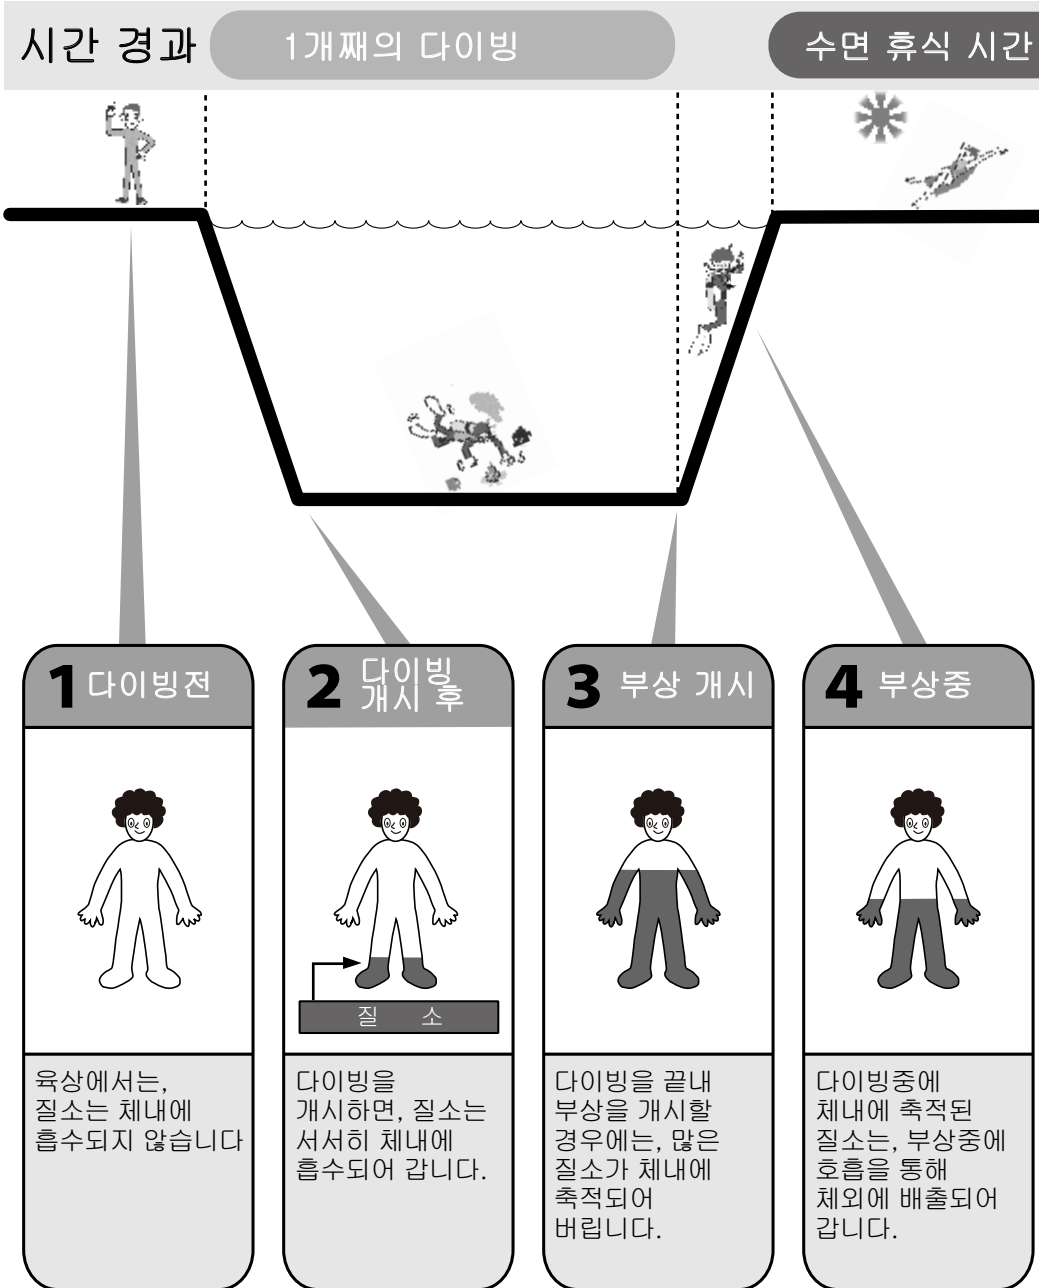 시간 경과
1개째의 다이빙
수면 휴식 시간
1 다이빙전
육상에서는,
질소는 체내에
흡수되지 않습니다
2 다이빙
개시 후
질 소
다이빙을
개시하면, 질소는
서서히 체내에
흡수되어 갑니다.
3 부상 개시
다이빙을 끝내
부상을 개시할
경우에는, 많은
질소가 체내에
축적되어
버립니다.
4 부상중
다이빙중에
체내에 축적된
질소는, 부상중에
호흡을 통해
체외에 배출되어
갑니다.